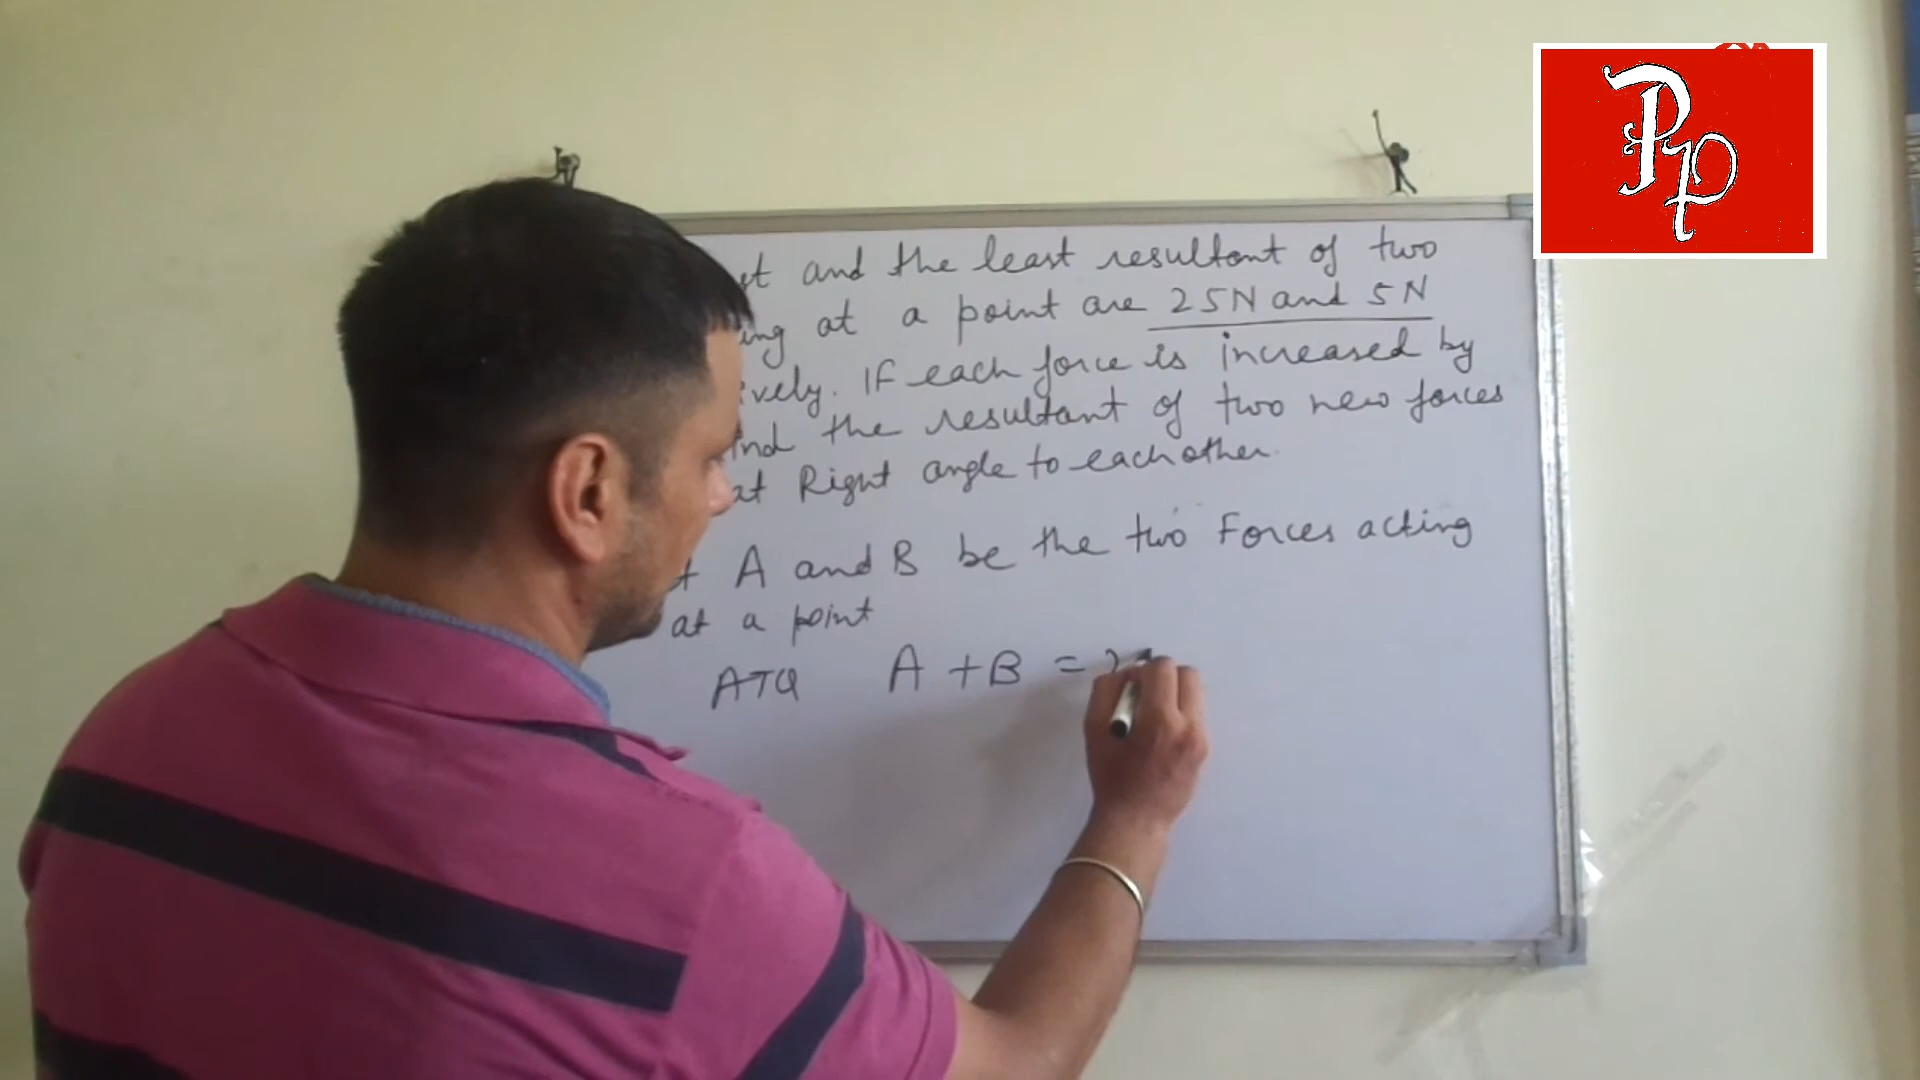 Pp
and the least resultant of two
at a point are 25N and 5N
IF each force is increased by
the resultant of two new forces
at Right angle to each other.
A and B be the two Forces acting
at a point
ATQ A + B =